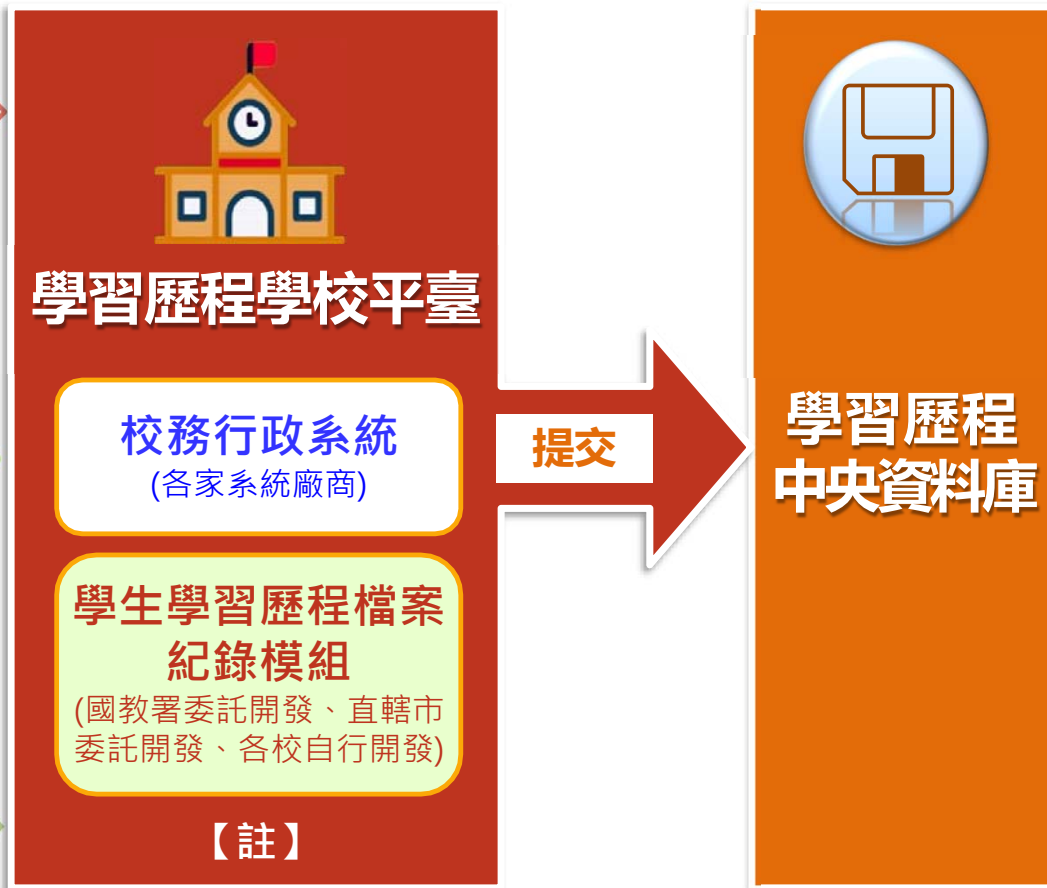 學習歷程學校平臺
校務行政系統
(各家系統廠商)
學生學習歷程檔案
紀錄模組
(國教署委託開發、直轄市
委託開發、各校自行開發)
【註】
提交
學習歷程
中央資料庫